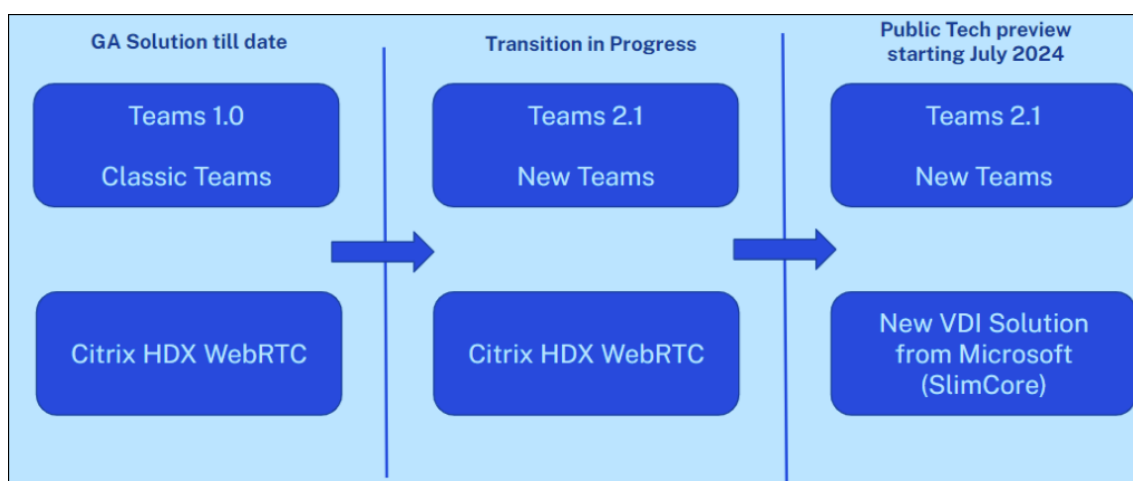 GA Solution till date
Teams 1.0
Classic Teams
Citrix HDX WebRTC
Transition in Progress
Teams 2.1
New Teams
Citrix HDX WebRTC
Public Tech preview
starting July 2024
Teams 2.1
New Teams
New VDI Solution
from Microsoft
(SlimCore)